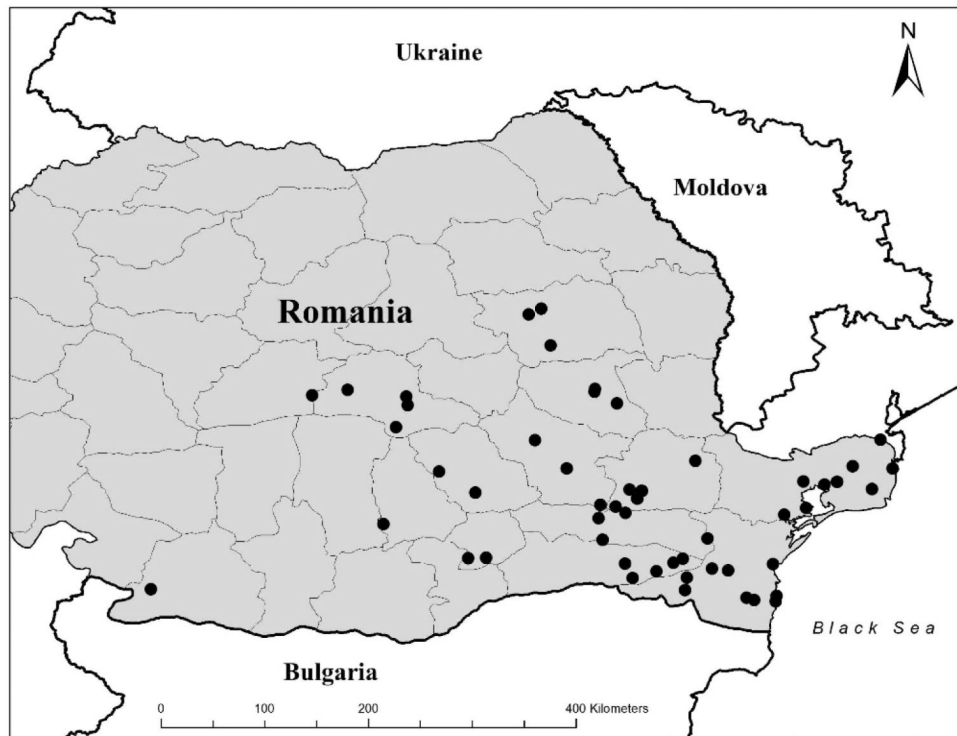 Ukraine
N
Moldova
Romania
Black Sea
Bulgaria
0 100 200 400 Kilometers